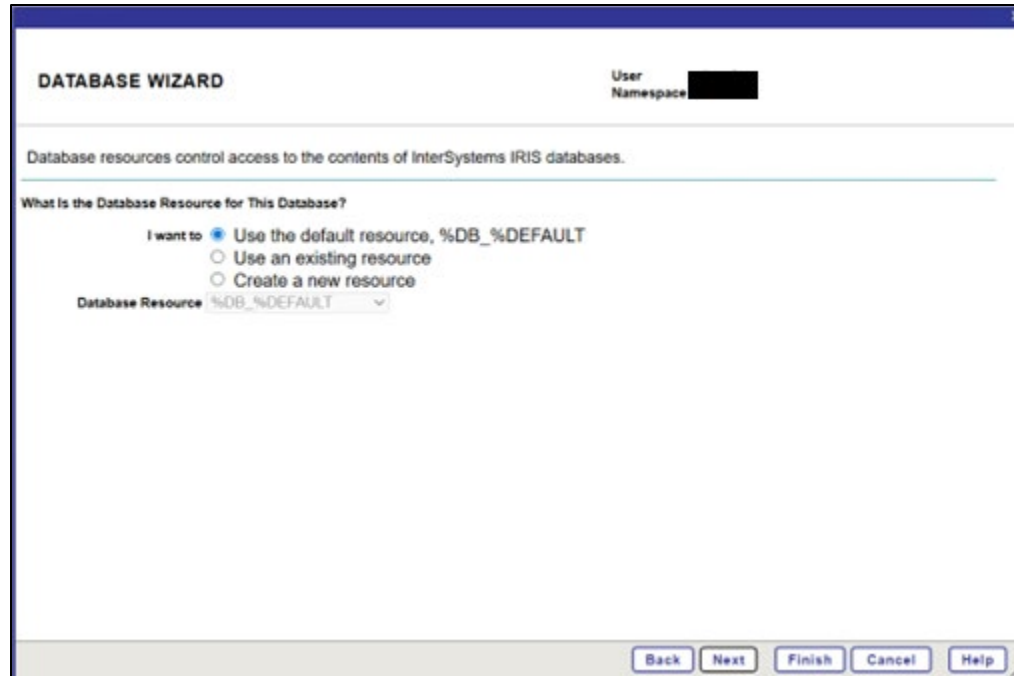 DATABASE WIZARD
User
Namespace
Database resources control access to the contents of InterSystems IRIS databases.
What Is the Database Resource for This Database?
I want to Use the default resource, %DB_%DEFAULT
Use an existing resource
Create a new resource
Database Resource %DB_%DEFAULT
Back Next Finish Cancel Help